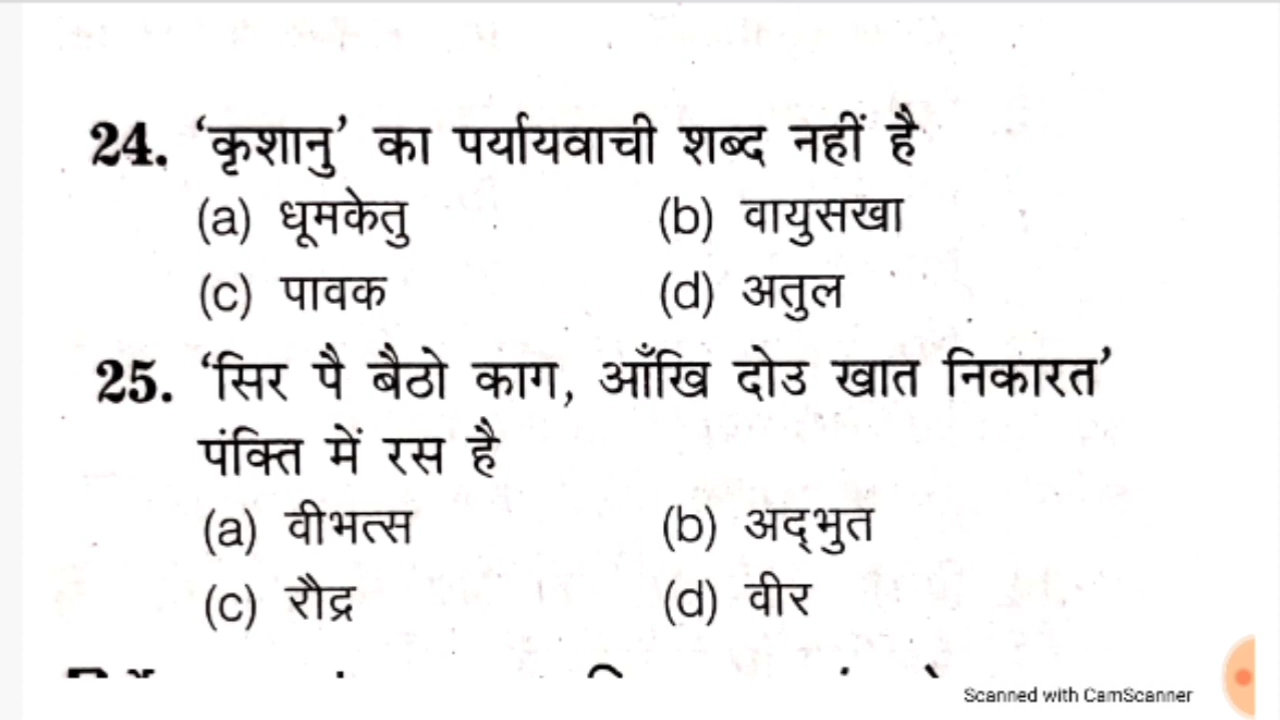 24. ‘कृशानु’ का पर्यायवाची शब्द नहीं है
(a) धूमकेतु (b) वायुसखा
(c) पावक (d) अतुल
25. ‘सिर पै बैठो काग, आँखि दोउ खात निकारत’
पंक्ति में रस है
(a) वीभत्स (b) अद्‌भुत
(c) रौद्र (d) वीर
Scanned with CamScanner